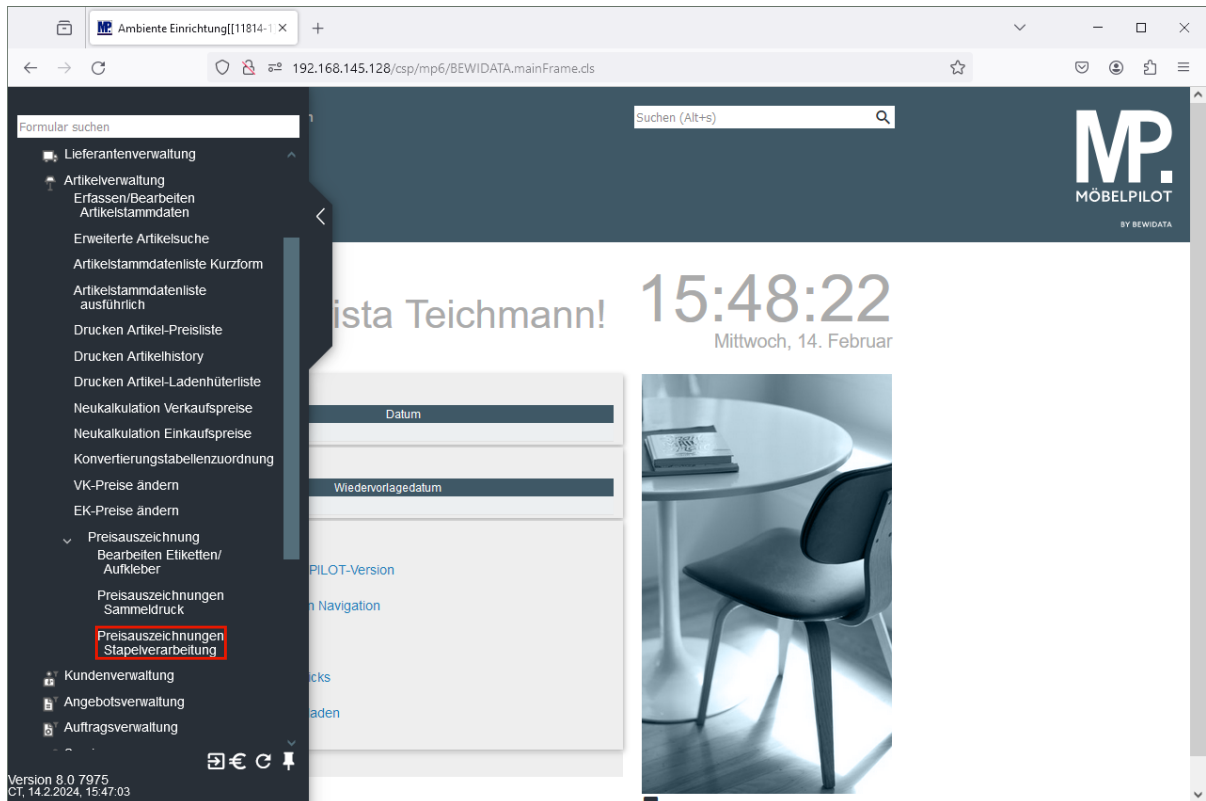 Ambiente Einrichtung[[11814-1]
192.168.145.128/csp/mp6/BEWIDATA.mainFrame.cls
Formular suchen
Suchen (Alt+s)
MP.
MÖBELPILOT
BY BEWIDATA
Lieferantenverwaltung
Artikelverwaltung
Erfassen/Bearbeiten
Artikelstammdaten
Erweiterte Artikelsuche
Artikelstammdatenliste Kurzform
Artikelstammdatenliste
ausführlich
Drucken Artikel-Preisliste
Drucken Artikelhistory
Drucken Artikel-Ladenhüterliste
Neukalkulation Verkaufspreise
Neukalkulation Einkaufspreise
Konvertierungstabellenzuordnung
VK-Preise ändern
EK-Preise ändern
Preisauszeichnung
Bearbeiten Etiketten/
Aufkleber
Preisauszeichnungen
Sammeldruck
Preisauszeichnungen
Stapelverarbeitung
Kundenverwaltung
Angebotsverwaltung
Auftragsverwaltung
Version 8.0 7975
CT, 14.2.2024, 15:47:03
ista Teichmann!
15:48:22
Mittwoch, 14. Februar
Datum
Wiedervorlagedatum
PILOT-Version
n Navigation
icks
aden